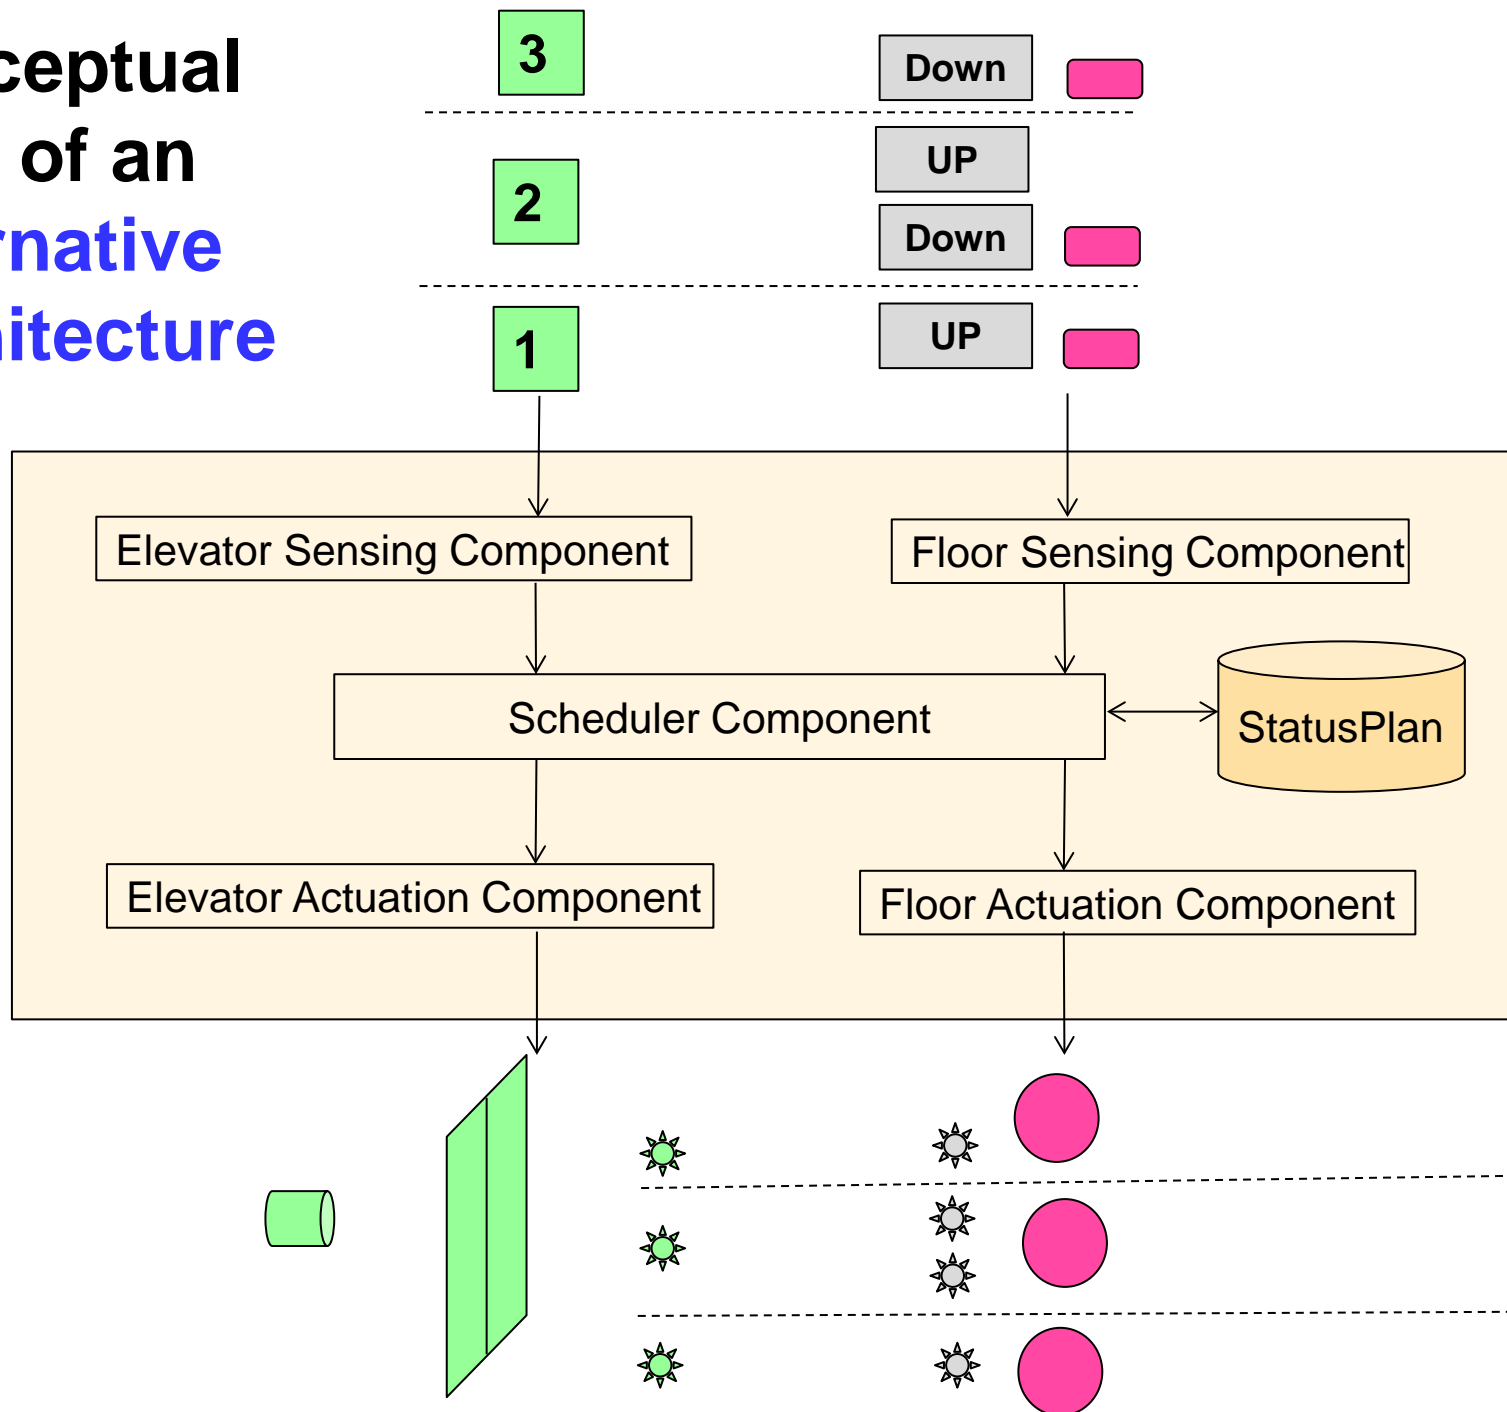 ceptual
of an
rnative
itecture
3
Down
UP
2
Down
1
UP
Elevator Sensing Component
Floor Sensing Component
Scheduler Component
StatusPlan
Elevator Actuation Component
Floor Actuation Component